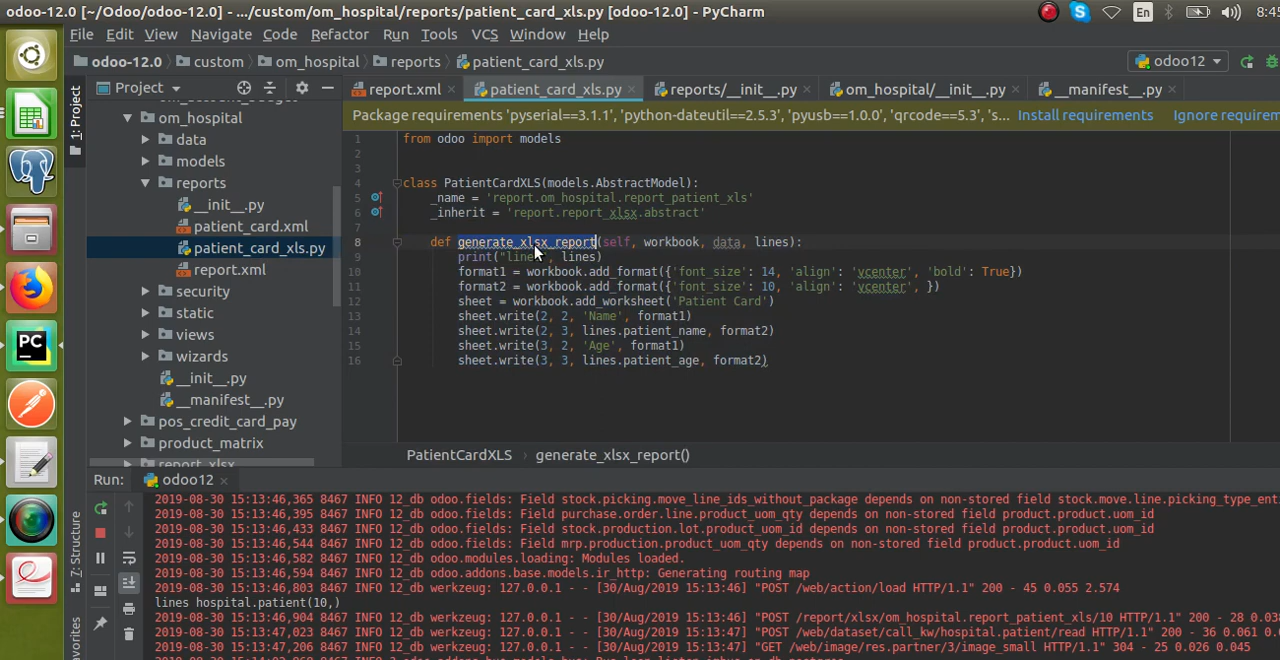 odoo-12.0 [~/Odoo/odoo-12.0] - .../custom/om_hospital/reports/patient_card_xls.py [odoo-12.0] - PyCharm
En
8:45
File Edit View Navigate Code Refactor Run Tools VCS Window Help
odoo-12.0 custom om_hospital reports patient_card_xls.py
odoo12
1: Project
Project
report.xml
patient_card_xls.py
reports/__init__.py
om_hospital/__init__.py
__manifest__.py
Package requirements 'pyserial==3.1.1', 'python-dateutil==2.5.3', 'pyusb==1.0.0', 'qrcode==5.3', 's... Install requirements Ignore requirem
om_hospital
data
models
reports
__init__.py
patient_card.xml
patient_card_xls.py
report.xml
security
static
views
wizards
__init__.py
__manifest__.py
pos_credit_card_pay
product_matrix
report_xlsx
1 from odoo import models
2
3
4 class PatientCardXLS(models.AbstractModel):
5 _name = 'report.om_hospital.report_patient_xls'
6 _inherit = 'report.report_xlsx.abstract'
7
8 def generate_xlsx_report(self, workbook, data, lines):
9 print("lines", lines)
10 format1 = workbook.add_format({'font_size': 14, 'align': 'vcenter', 'bold': True})
11 format2 = workbook.add_format({'font_size': 10, 'align': 'vcenter', })
12 sheet = workbook.add_worksheet('Patient Card')
13 sheet.write(2, 2, 'Name', format1)
14 sheet.write(2, 3, lines.patient_name, format2)
15 sheet.write(3, 2, 'Age', format1)
16 sheet.write(3, 3, lines.patient_age, format2)
PatientCardXLS › generate_xlsx_report()
PC
Run: odoo12
7: Structure
avorites
2019-08-30 15:13:46,365 8467 INFO 12_db odoo.fields: Field stock.picking.move_line_ids_without_package depends on non-stored field stock.move.line.picking_type_ent
2019-08-30 15:13:46,395 8467 INFO 12_db odoo.fields: Field purchase.order.line.product_uom_qty depends on non-stored field product.product.uom_id
2019-08-30 15:13:46,433 8467 INFO 12_db odoo.fields: Field stock.production.lot.product_uom_id depends on non-stored field product.product.uom_id
2019-08-30 15:13:46,544 8467 INFO 12_db odoo.fields: Field mrp.production.product_uom_qty depends on non-stored field product.product.uom_id
2019-08-30 15:13:46,582 8467 INFO 12_db odoo.modules.loading: Modules loaded.
2019-08-30 15:13:46,594 8467 INFO 12_db odoo.addons.base.models.ir_http: Generating routing map
2019-08-30 15:13:46,803 8467 INFO 12_db werkzeug: 127.0.0.1 - - [30/Aug/2019 15:13:46] "POST /web/action/load HTTP/1.1" 200 - 45 0.055 2.574
lines hospital.patient(10,)
2019-08-30 15:13:46,904 8467 INFO 12_db werkzeug: 127.0.0.1 - - [30/Aug/2019 15:13:46] "POST /report/xlsx/om_hospital.report_patient_xls/10 HTTP/1.1" 200 - 28 0.03
2019-08-30 15:13:47,023 8467 INFO 12_db werkzeug: 127.0.0.1 - - [30/Aug/2019 15:13:47] "POST /web/dataset/call_kw/hospital.patient/read HTTP/1.1" 200 - 36 0.061 0.
2019-08-30 15:13:47,206 8467 INFO 12_db werkzeug: 127.0.0.1 - - [30/Aug/2019 15:13:47] "GET /web/image/res.partner/3/image_small HTTP/1.1" 304 - 25 0.026 0.045